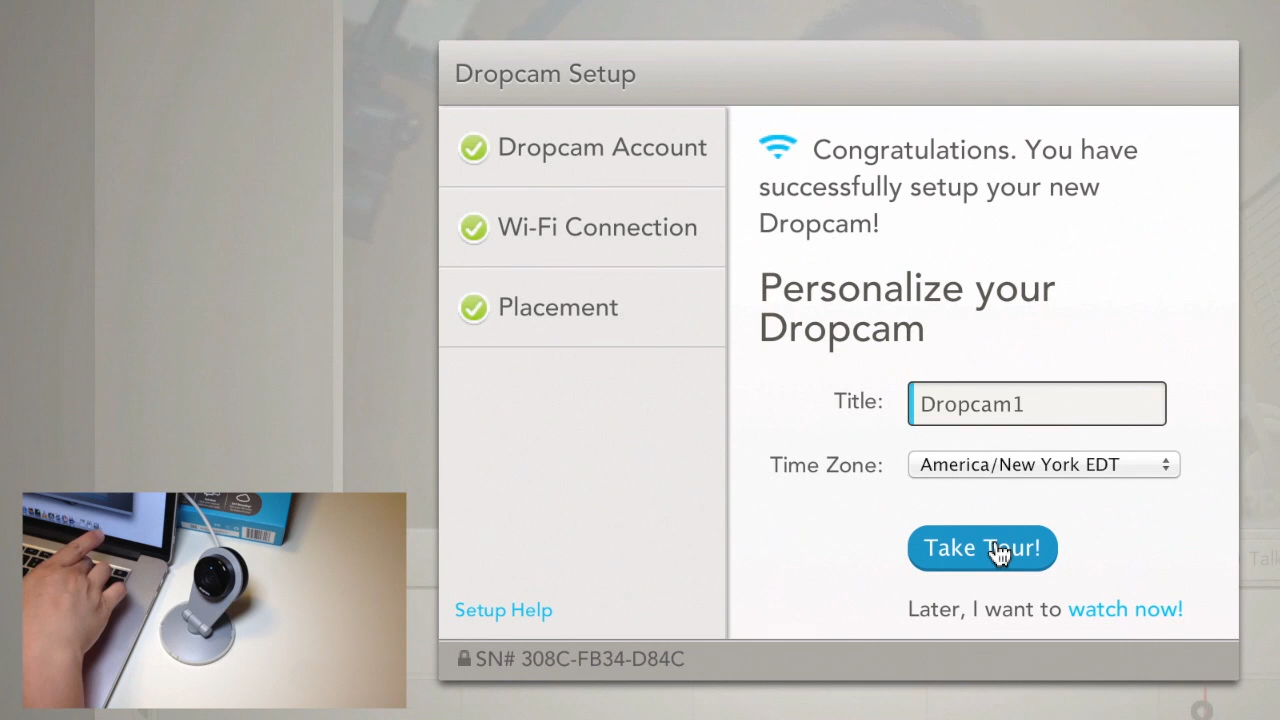 Dropcam Setup
Dropcam Account
Wi-Fi Connection
Placement
Setup Help
Congratulations. You have
successfully setup your new
Dropcam!
Personalize your
Dropcam
Title: Dropcam1
Time Zone: America/New York EDT
Take Tour!
Later, I want to watch now!
SN# 308C-FB34-D84C
Talk